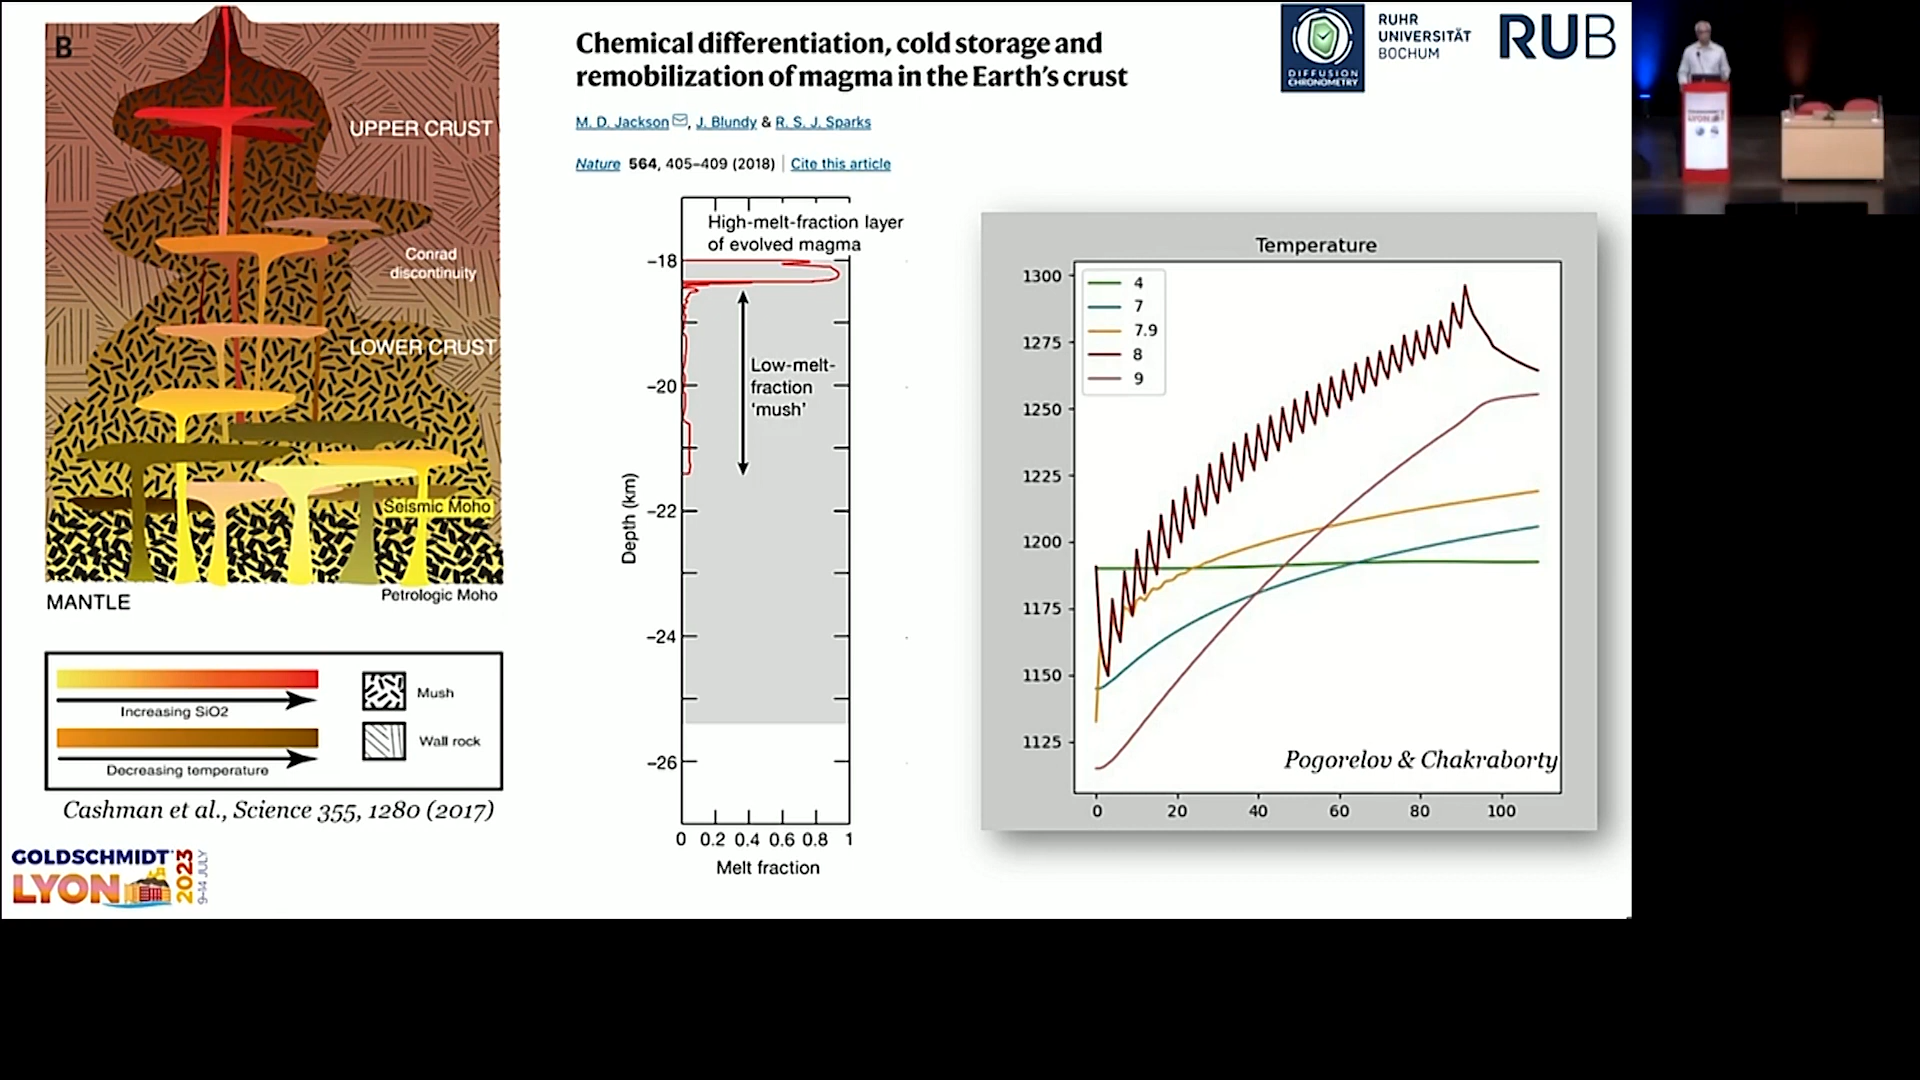 B
UPPER CRUST
Conrad
discontinuity
LOWER CRUST
Seismic Moho
Petrologic Moho
MANTLE
Increasing SiO2
Decreasing temperature
Mush
Wall rock
Cashman et al., Science 355, 1280 (2017)
GOLDSCHMIDT
LYON
2023
9–14 JULY
Chemical differentiation, cold storage and
remobilization of magma in the Earth's crust
M. D. Jackson, J. Blundy & R. S. J. Sparks
Nature 564, 405–409 (2018) | Cite this article
High-melt-fraction layer
of evolved magma
Low-melt-
fraction
'mush'
Depth (km)
−18
−20
−22
−24
−26
0 0.2 0.4 0.6 0.8 1
Melt fraction
DIFFUSION
CHRONOMETRY
RUHR
UNIVERSITÄT
BOCHUM
RUB
Temperature
1300
1275
1250
1225
1200
1175
1150
1125
4
7
7.9
8
9
Pogorelov & Chakraborty
0 20 40 60 80 100
LYON